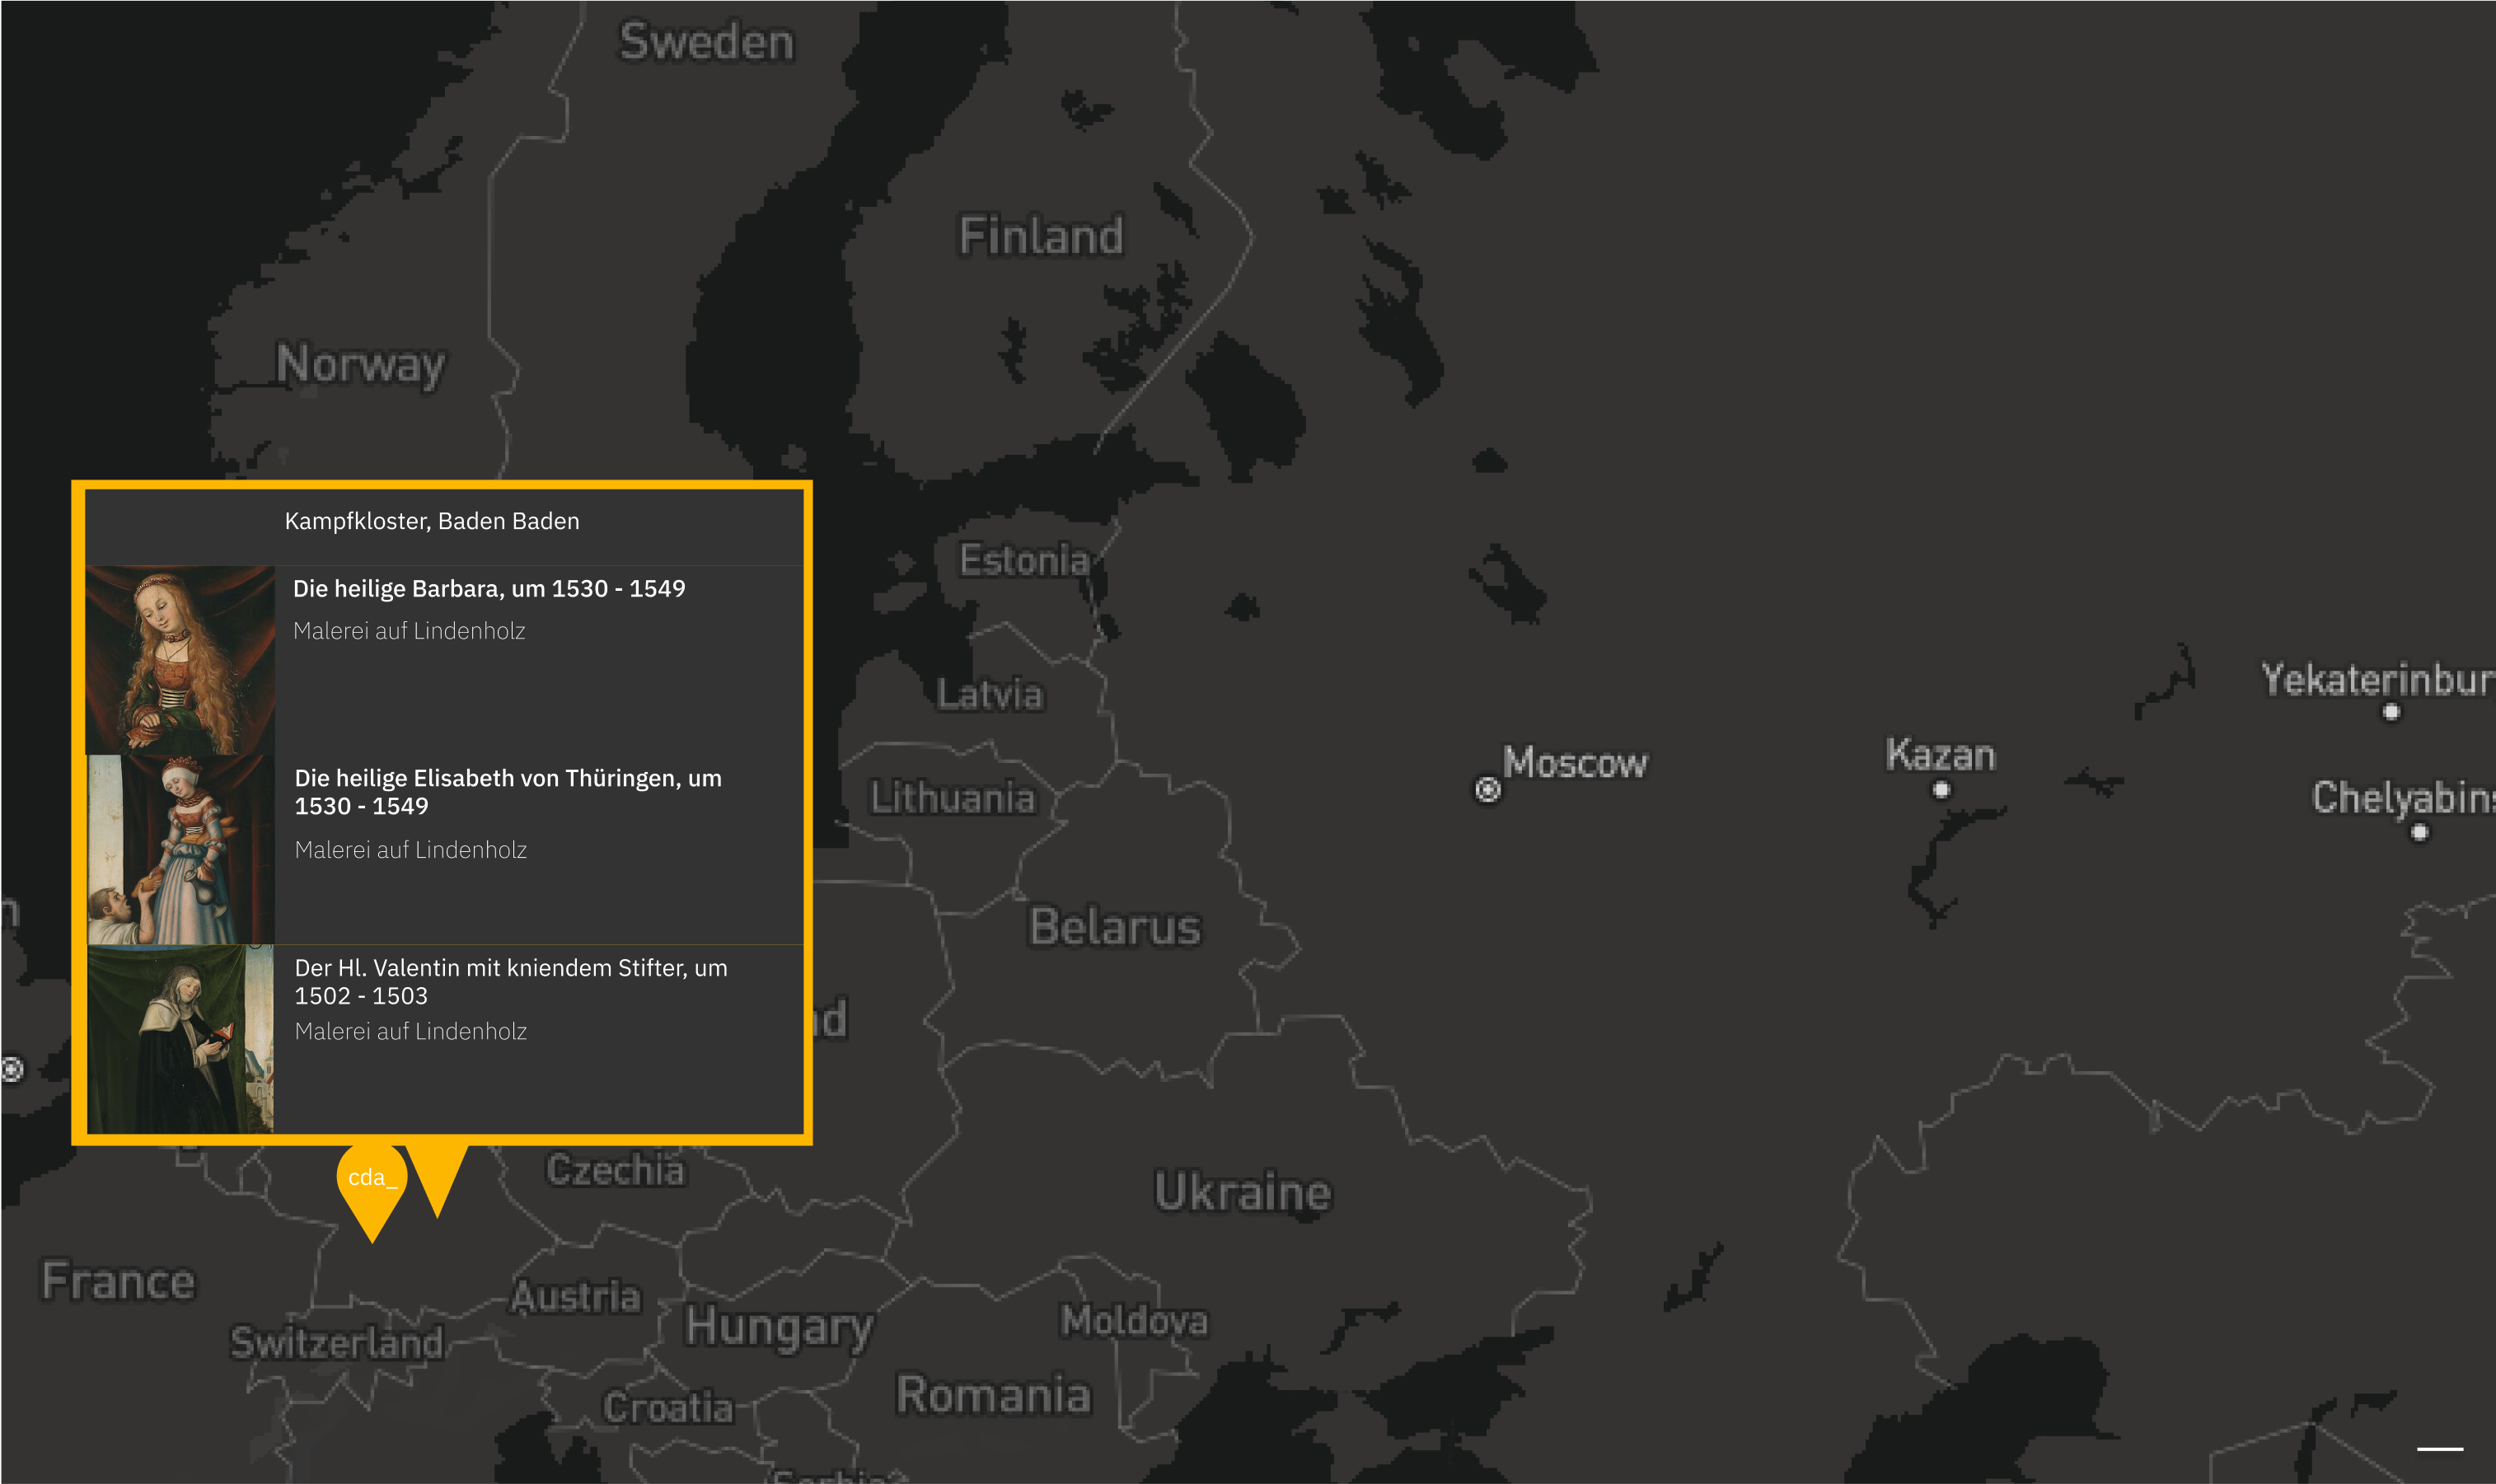 Sweden
Finland
Norway
Kampfkloster, Baden Baden
Estonia
Die heilige Barbara, um 1530 - 1549
Malerei auf Lindenholz
Latvia
Yekaterinbur
Moscow
Kazan
Die heilige Elisabeth von Thüringen, um
1530 - 1549
Malerei auf Lindenholz
Lithuania
Chelyabins
n
Belarus
Der Hl. Valentin mit kniendem Stifter, um
1502 - 1503
Malerei auf Lindenholz
nd
cda_
Czechia
Ukraine
France
Austria
Hungary
Moldova
Switzerland
Romania
Croatia
Serbia